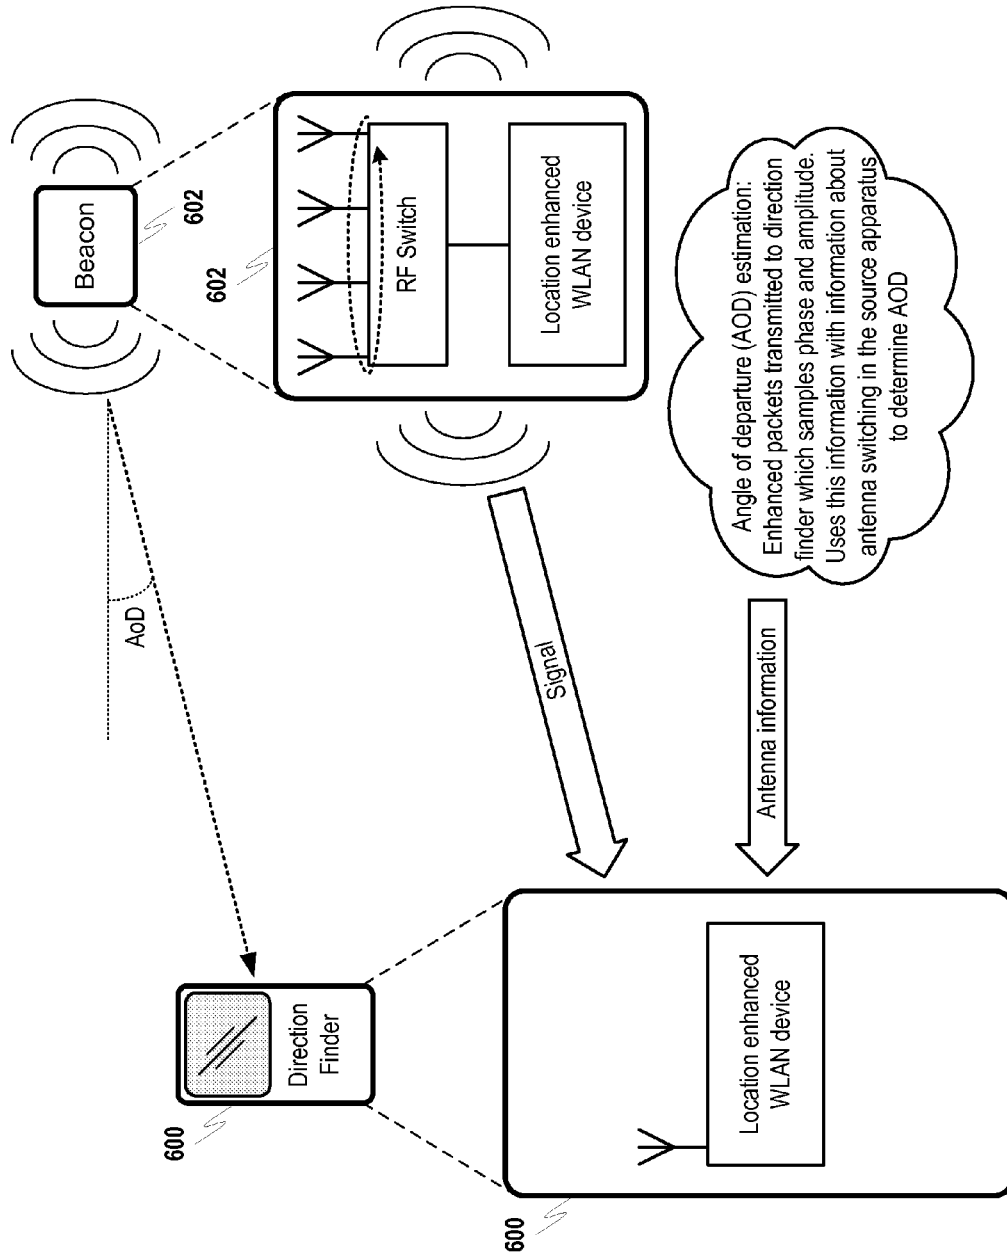 Beacon
602
602
RF Switch
Location enhanced
WLAN device
AoD
Angle of departure (AOD) estimation:
Enhanced packets transmitted to direction
finder which samples phase and amplitude.
Uses this information with information about
antenna switching in the source apparatus
to determine AOD
Signal
Antenna information
Direction
Finder
600
Location enhanced
WLAN device
600